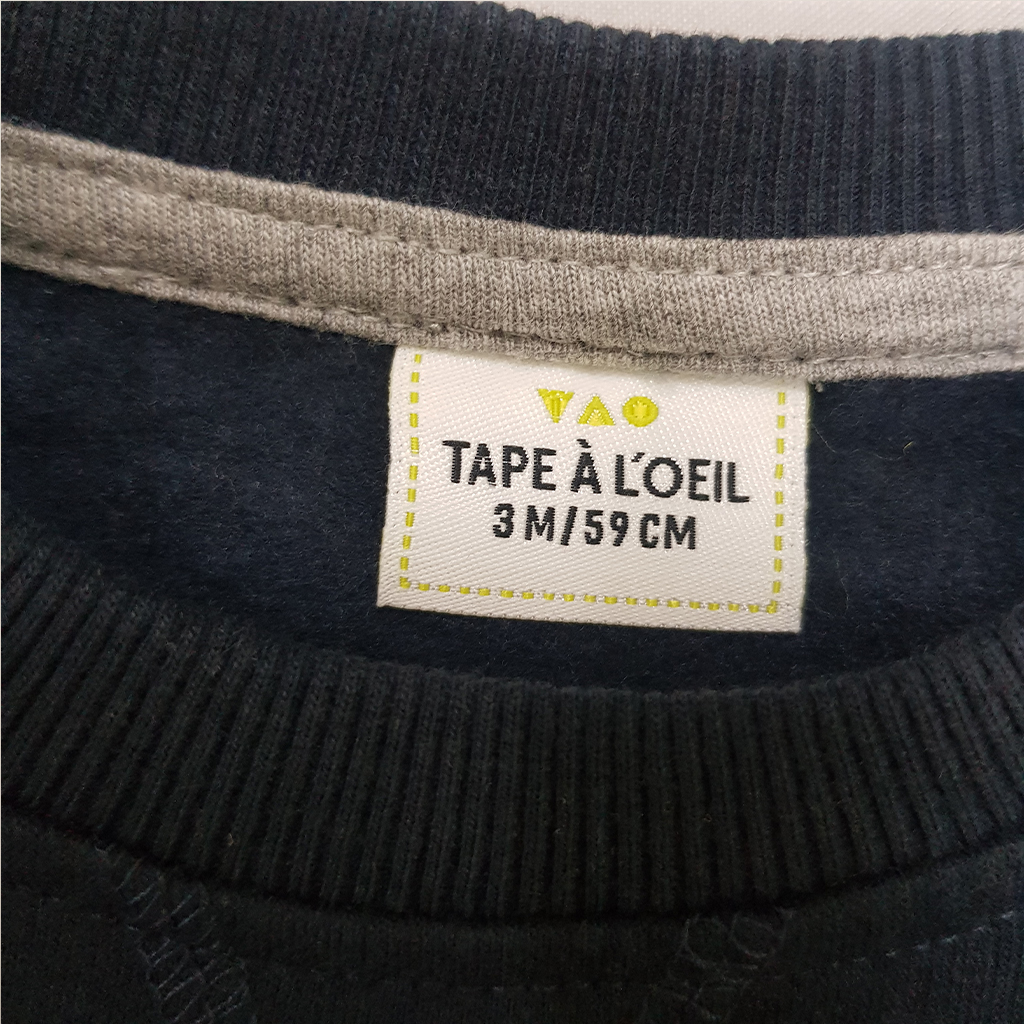 TAPE À L'OEIL
3 M/59 CM